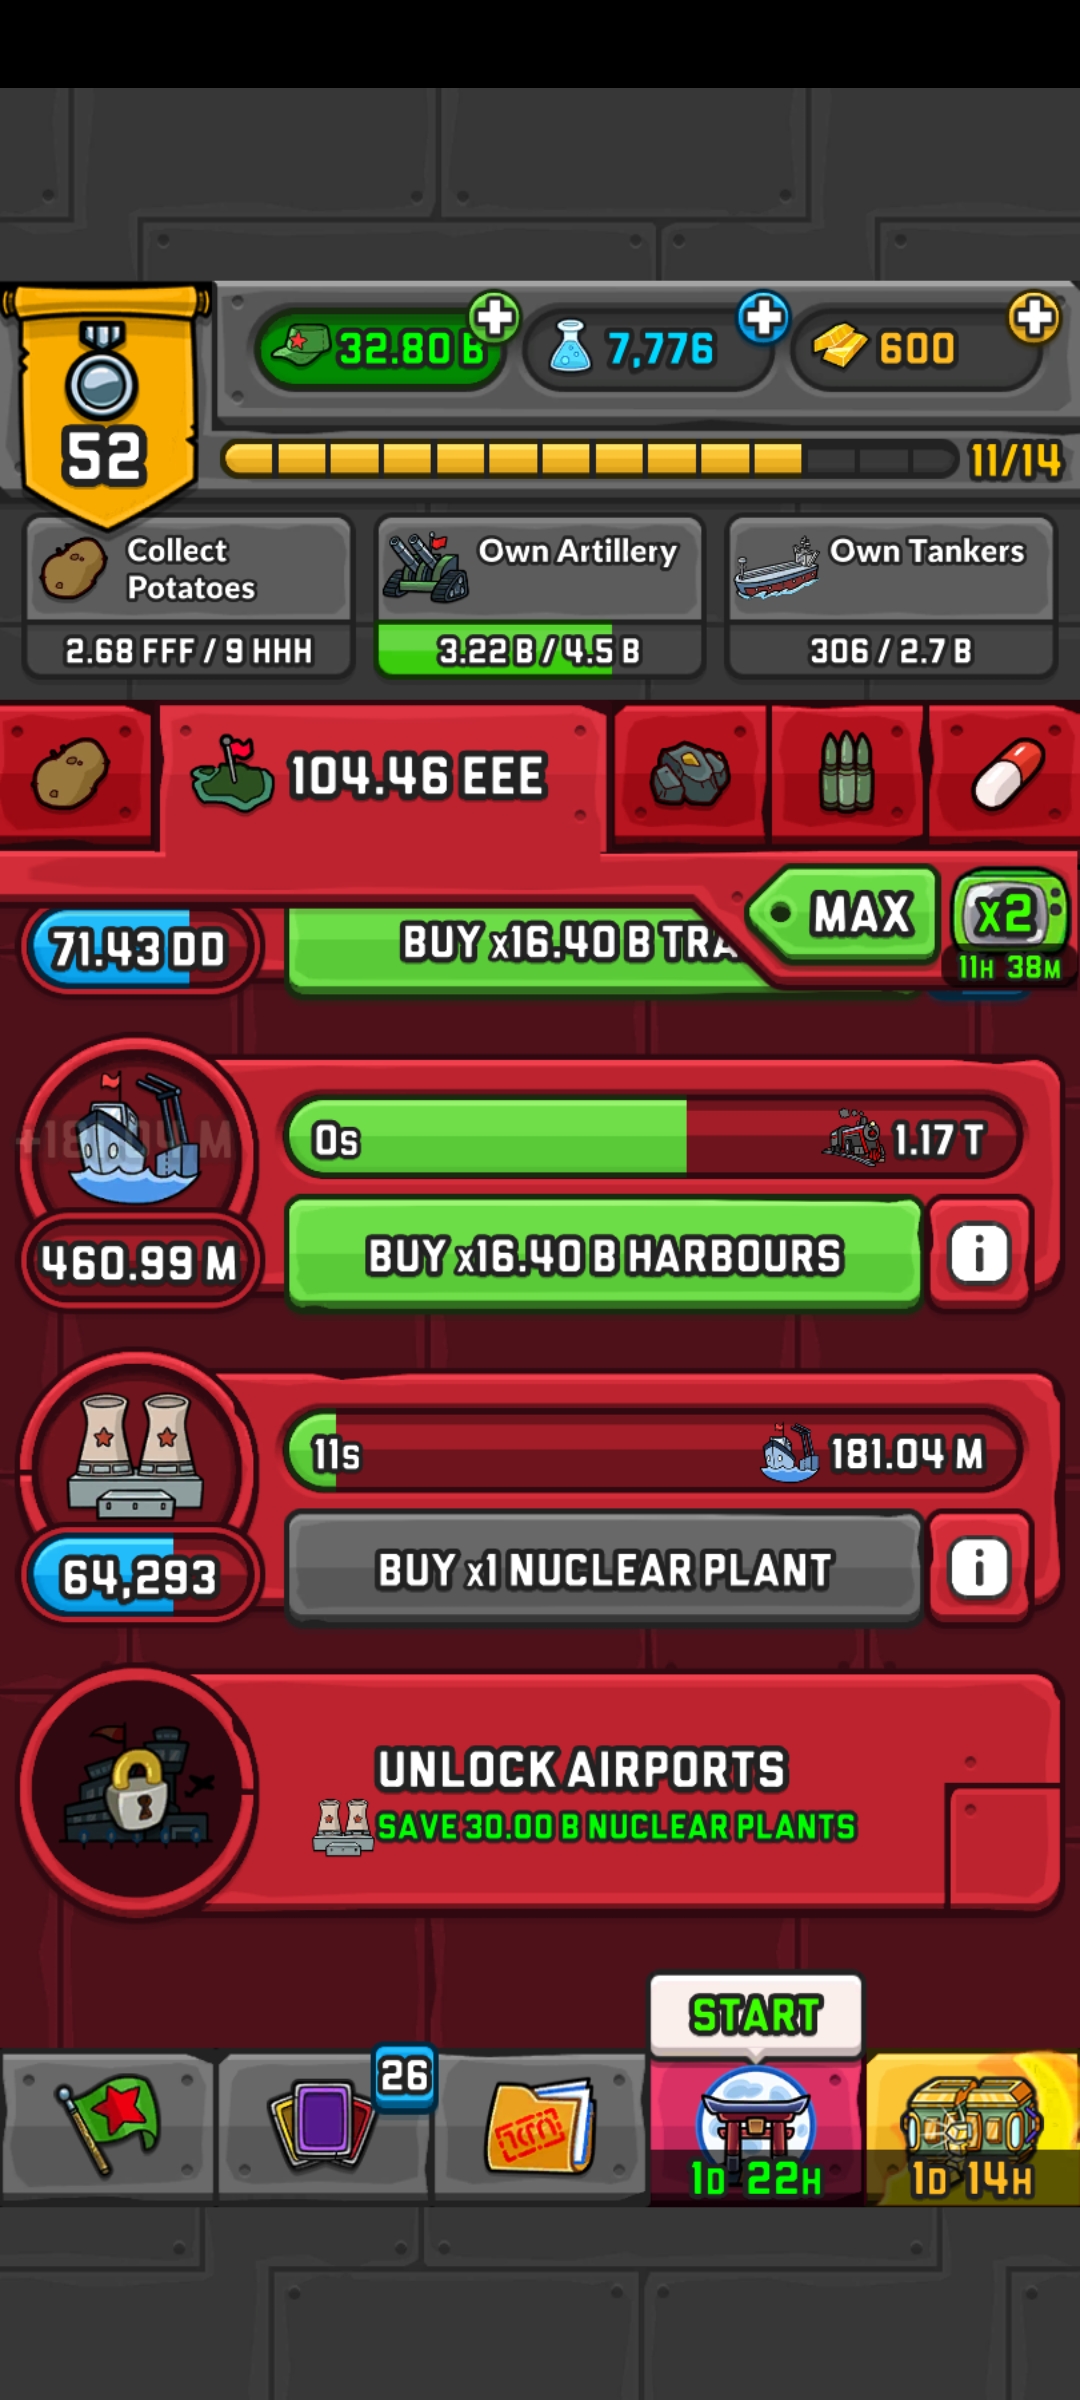 32.80 B
7,776
600
52
11/14
Collect
Potatoes
2.68 FFF / 9 HHH
Own Artillery
3.22 B / 4.5 B
Own Tankers
306 / 2.7 B
104.46 EEE
MAX
x2
11H 38M
71.43 DD
BUY x16.40 B TRA
0s
1.17 T
460.99 M
BUY x16.40 B HARBOURS
11s
181.04 M
64,293
BUY x1 NUCLEAR PLANT
UNLOCK AIRPORTS
SAVE 30.00 B NUCLEAR PLANTS
START
26
1D 22H
1D 14H